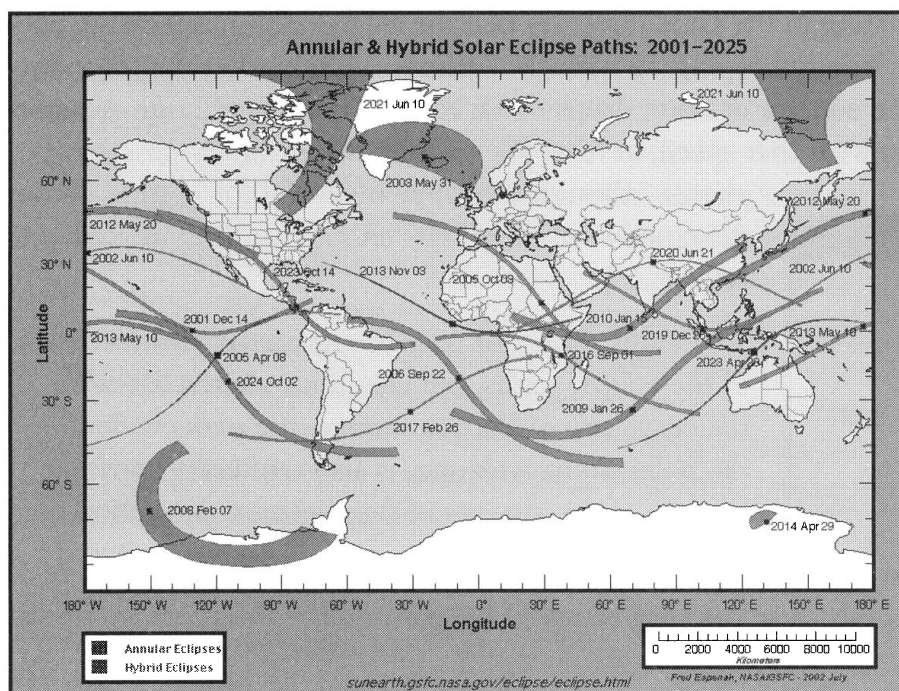 Annular & Hybrid Solar Eclipse Paths: 2001–2025
2021 Jun 10
2021 Jun 10
2003 May 31
60° N
2012 May 20
2012 May 20
2020 Jun 21
2002 Jun 10
2023 Oct 14
2013 Nov 03
2005 Oct 03
2002 Jun 10
30° N
2001 Dec 14
2010 Jan 15
2019 Dec 26
2013 May 10
2013 May 10
0°
2005 Apr 08
2016 Sep 01
2023 Apr 20
2006 Sep 22
2024 Oct 02
30° S
2009 Jan 26
2017 Feb 26
60° S
2008 Feb 07
2014 Apr 29
Latitude
180° W 150° W 120° W 90° W 60° W 30° W 0° E 30° E 60° E 90° E 120° E 150° E 180° E
Longitude
Annular Eclipses
Hybrid Eclipses
0 2000 4000 6000 8000 10000
Kilometers
sunearth.gsfc.nasa.gov/eclipse/eclipse.html
Fred Espenak, NASA/GSFC - 2002 July